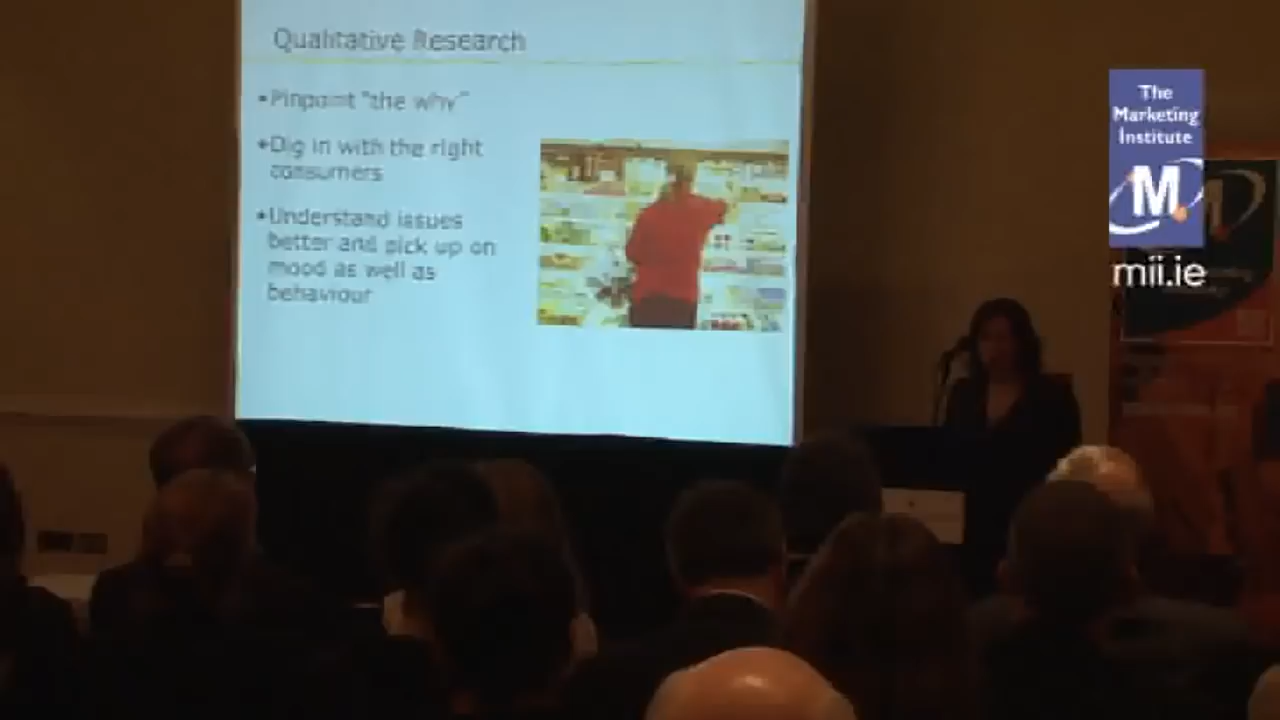 Qualitative Research
•Pinpoint "the why"
•Dig in with the right
consumers
•Understand issues
better and pick up on
mood as well as
behaviour
The
Marketing
Institute
M
mii.ie
M